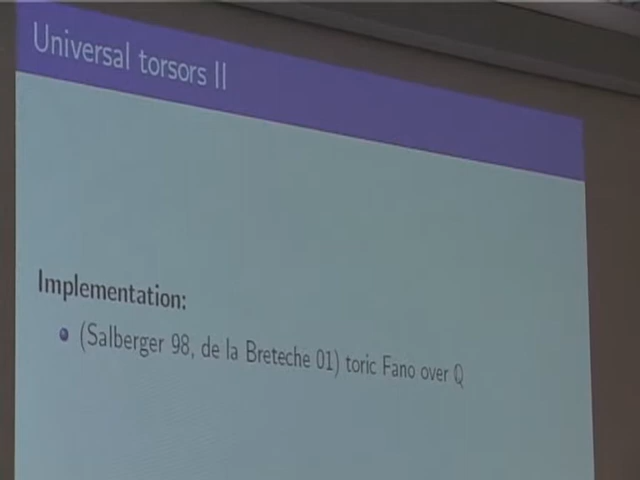 Universal torsors II
Implementation:
(Salberger 98, de la Breteche 01) toric Fano over ℚ